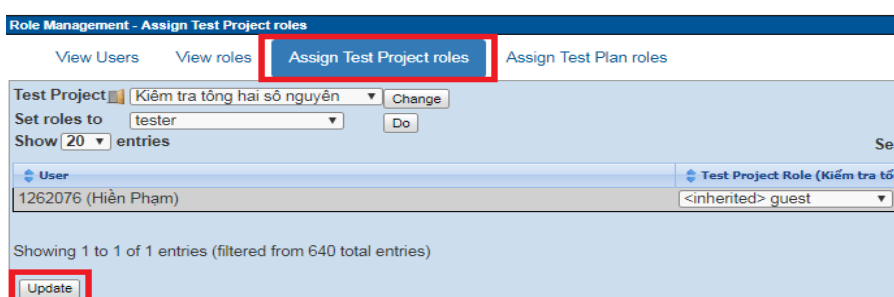 Role Management - Assign Test Project roles
View Users View roles Assign Test Project roles Assign Test Plan roles
Test Project Kiêm tra tông hai sô nguyên Change
Set roles to tester Do
Show 20 entries
User Test Project Role (Kiểm tra
1262076 (Hiền Phạm) <inherited> guest
Showing 1 to 1 of 1 entries (filtered from 640 total entries)
Update